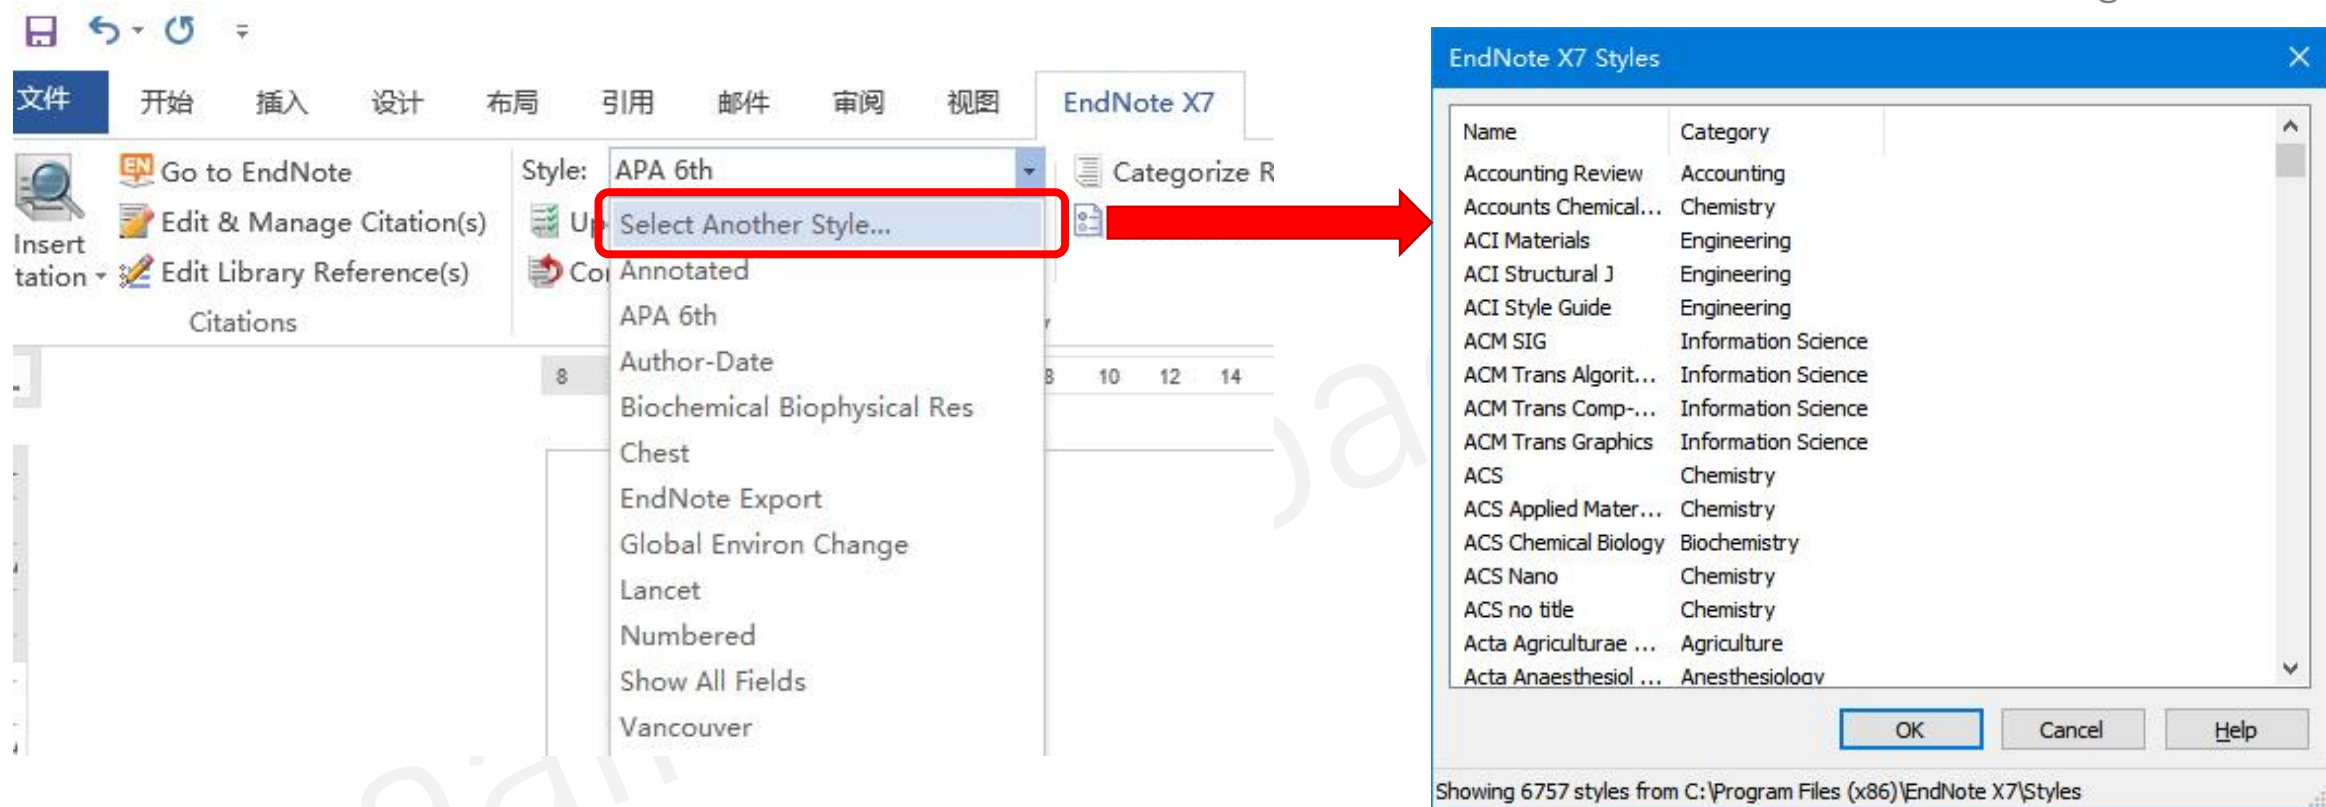 文件 开始 插入 设计 布局 引用 邮件 审阅 视图 EndNote X7
Insert
tation
Go to EndNote
Edit & Manage Citation(s)
Edit Library Reference(s)
Citations
Style: APA 6th
Categorize R
Up
Co
Select Another Style...
Annotated
APA 6th
Author-Date
Biochemical Biophysical Res
Chest
EndNote Export
Global Environ Change
Lancet
Numbered
Show All Fields
Vancouver
8 8 10 12 14
EndNote X7 Styles
Name Category
Accounting Review Accounting
Accounts Chemical... Chemistry
ACI Materials Engineering
ACI Structural J Engineering
ACI Style Guide Engineering
ACM SIG Information Science
ACM Trans Algorit... Information Science
ACM Trans Comp-... Information Science
ACM Trans Graphics Information Science
ACS Chemistry
ACS Applied Mater... Chemistry
ACS Chemical Biology Biochemistry
ACS Nano Chemistry
ACS no title Chemistry
Acta Agriculturae ... Agriculture
Acta Anaesthesiol ... Anesthesiology
OK Cancel Help
Showing 6757 styles from C:\Program Files (x86)\EndNote X7\Styles